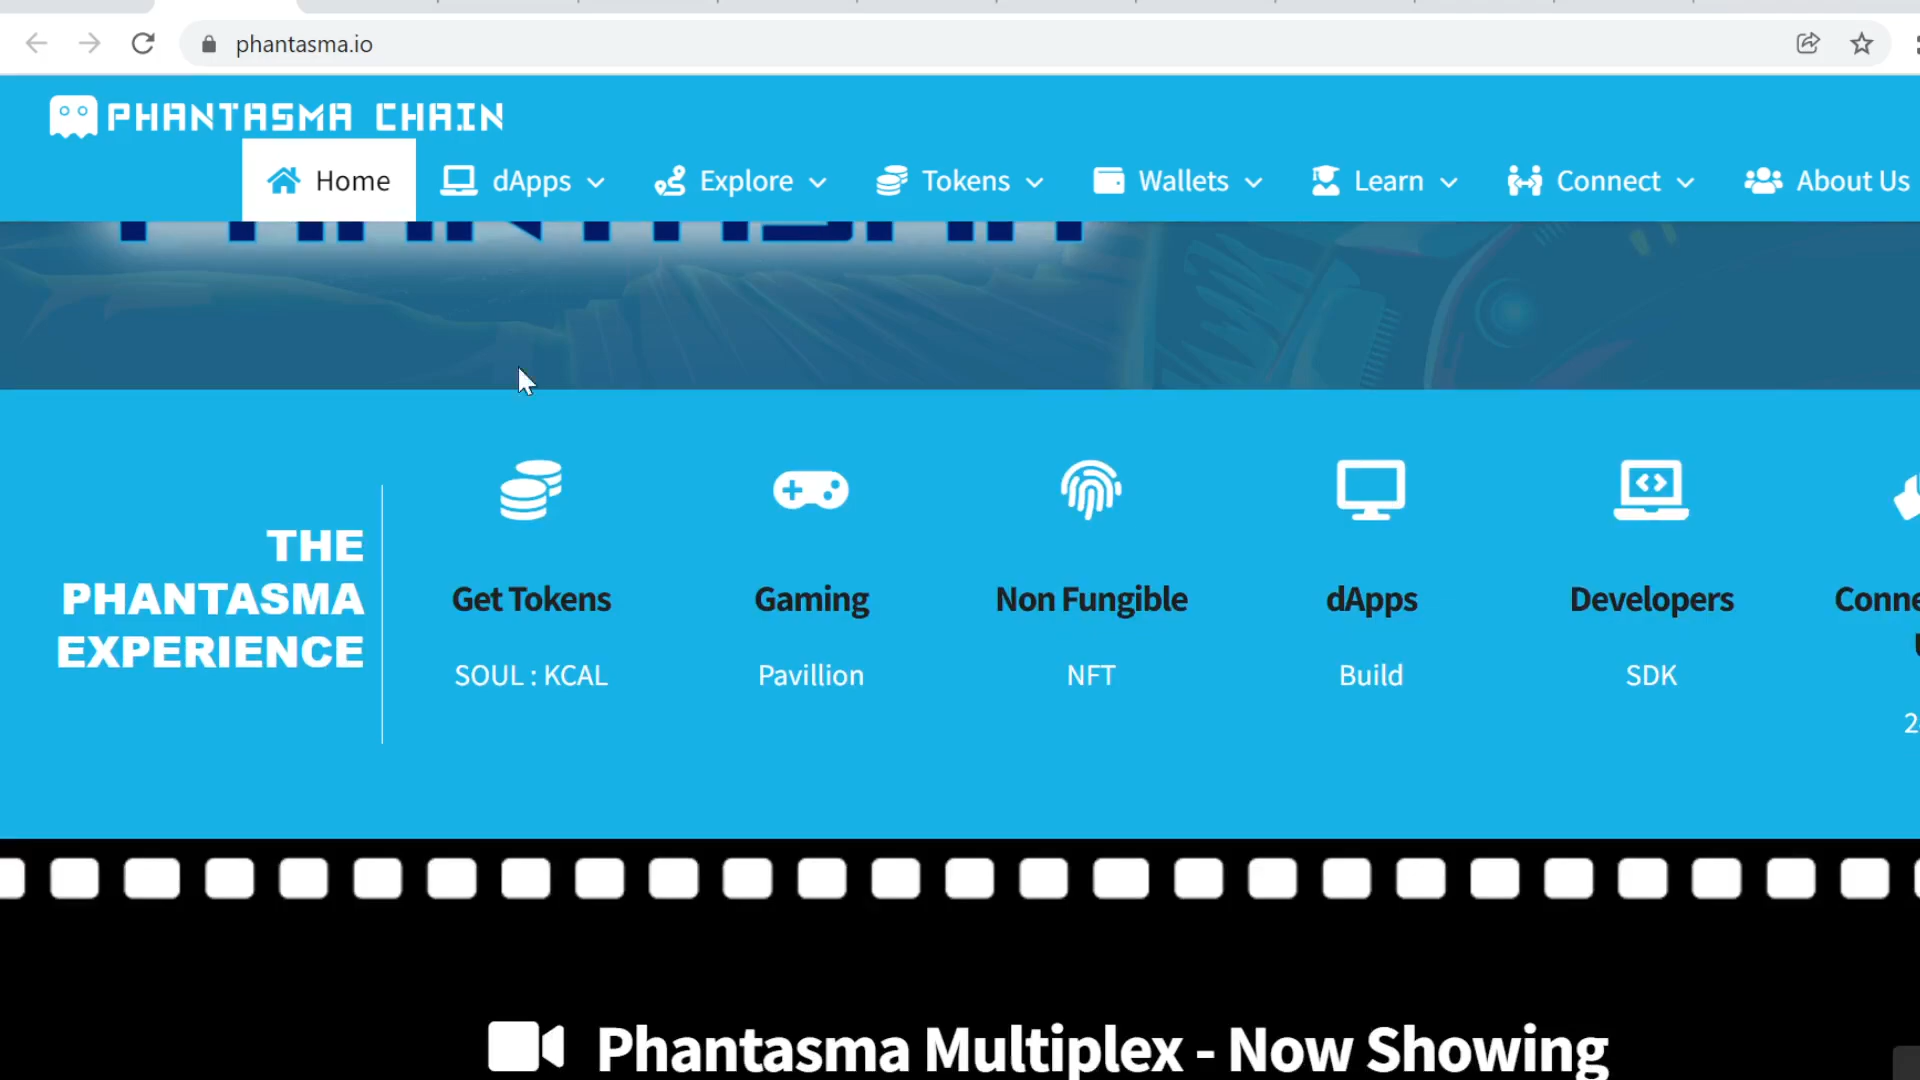 phantasma.io
PHANTASMA CHAIN
Home dApps Explore Tokens Wallets Learn Connect About Us
THE
PHANTASMA
EXPERIENCE
Get Tokens
SOUL : KCAL
Gaming
Pavillion
Non Fungible
NFT
dApps
Build
Developers
SDK
Phantasma Multiplex - Now Showing